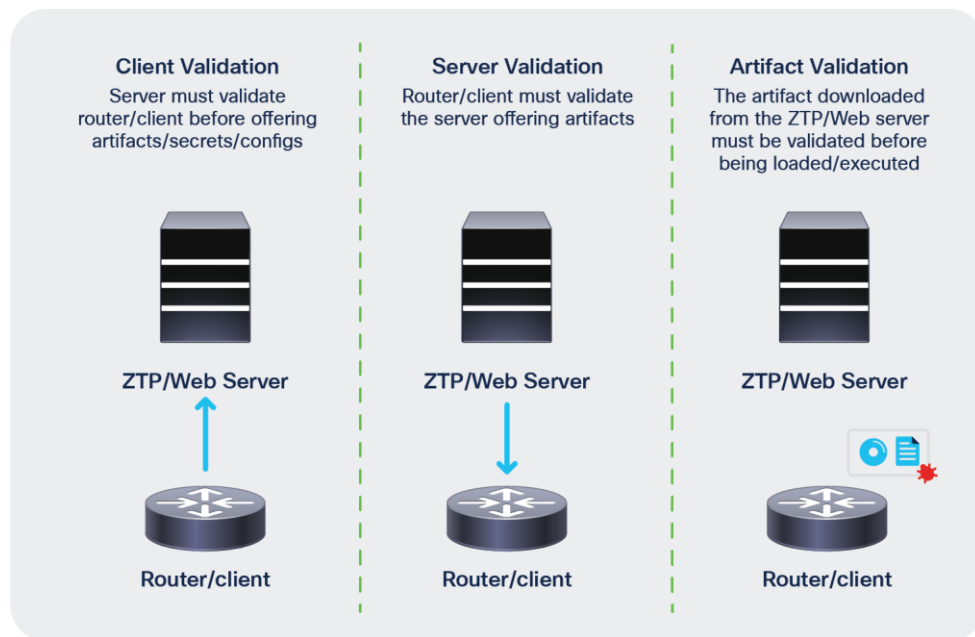 Client Validation
Server must validate
router/client before offering
artifacts/secrets/configs
ZTP/Web Server
Router/client
Server Validation
Router/client must validate
the server offering artifacts
ZTP/Web Server
Router/client
Artifact Validation
The artifact downloaded
from the ZTP/Web server
must be validated before
being loaded/executed
ZTP/Web Server
Router/client